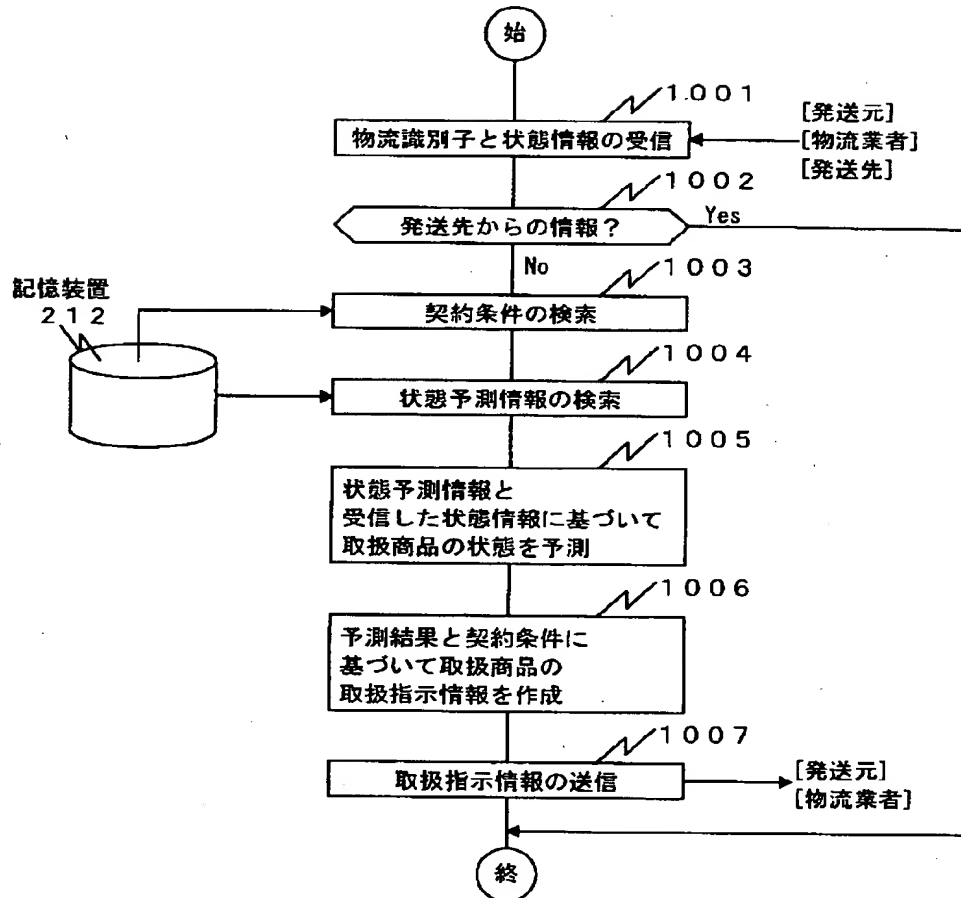 始
1001
物流識別子と状態情報の受信
[発送元]
[物流業者]
[発送先]
1002
発送先からの情報？
Yes
No
1003
契約条件の検索
記憶装置
212
1004
状態予測情報の検索
1005
状態予測情報と
受信した状態情報に基づいて
取扱商品の状態を予測
1006
予測結果と契約条件に
基づいて取扱商品の
取扱指示情報を作成
1007
取扱指示情報の送信
[発送元]
[物流業者]
終